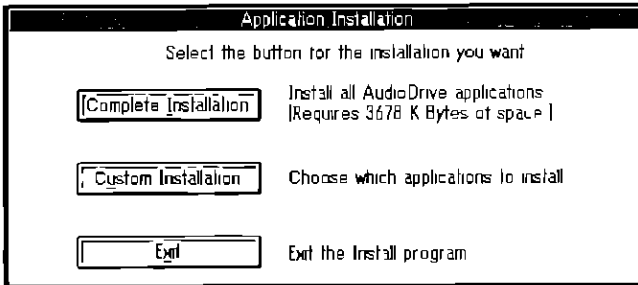 Application Installation
Select the button for the installation you want
Complete Installation
Install all AudioDrive applications
[Requires 3678 K Bytes of space ]
Custom Installation
Choose which applications to install
Exit
Exit the Install program